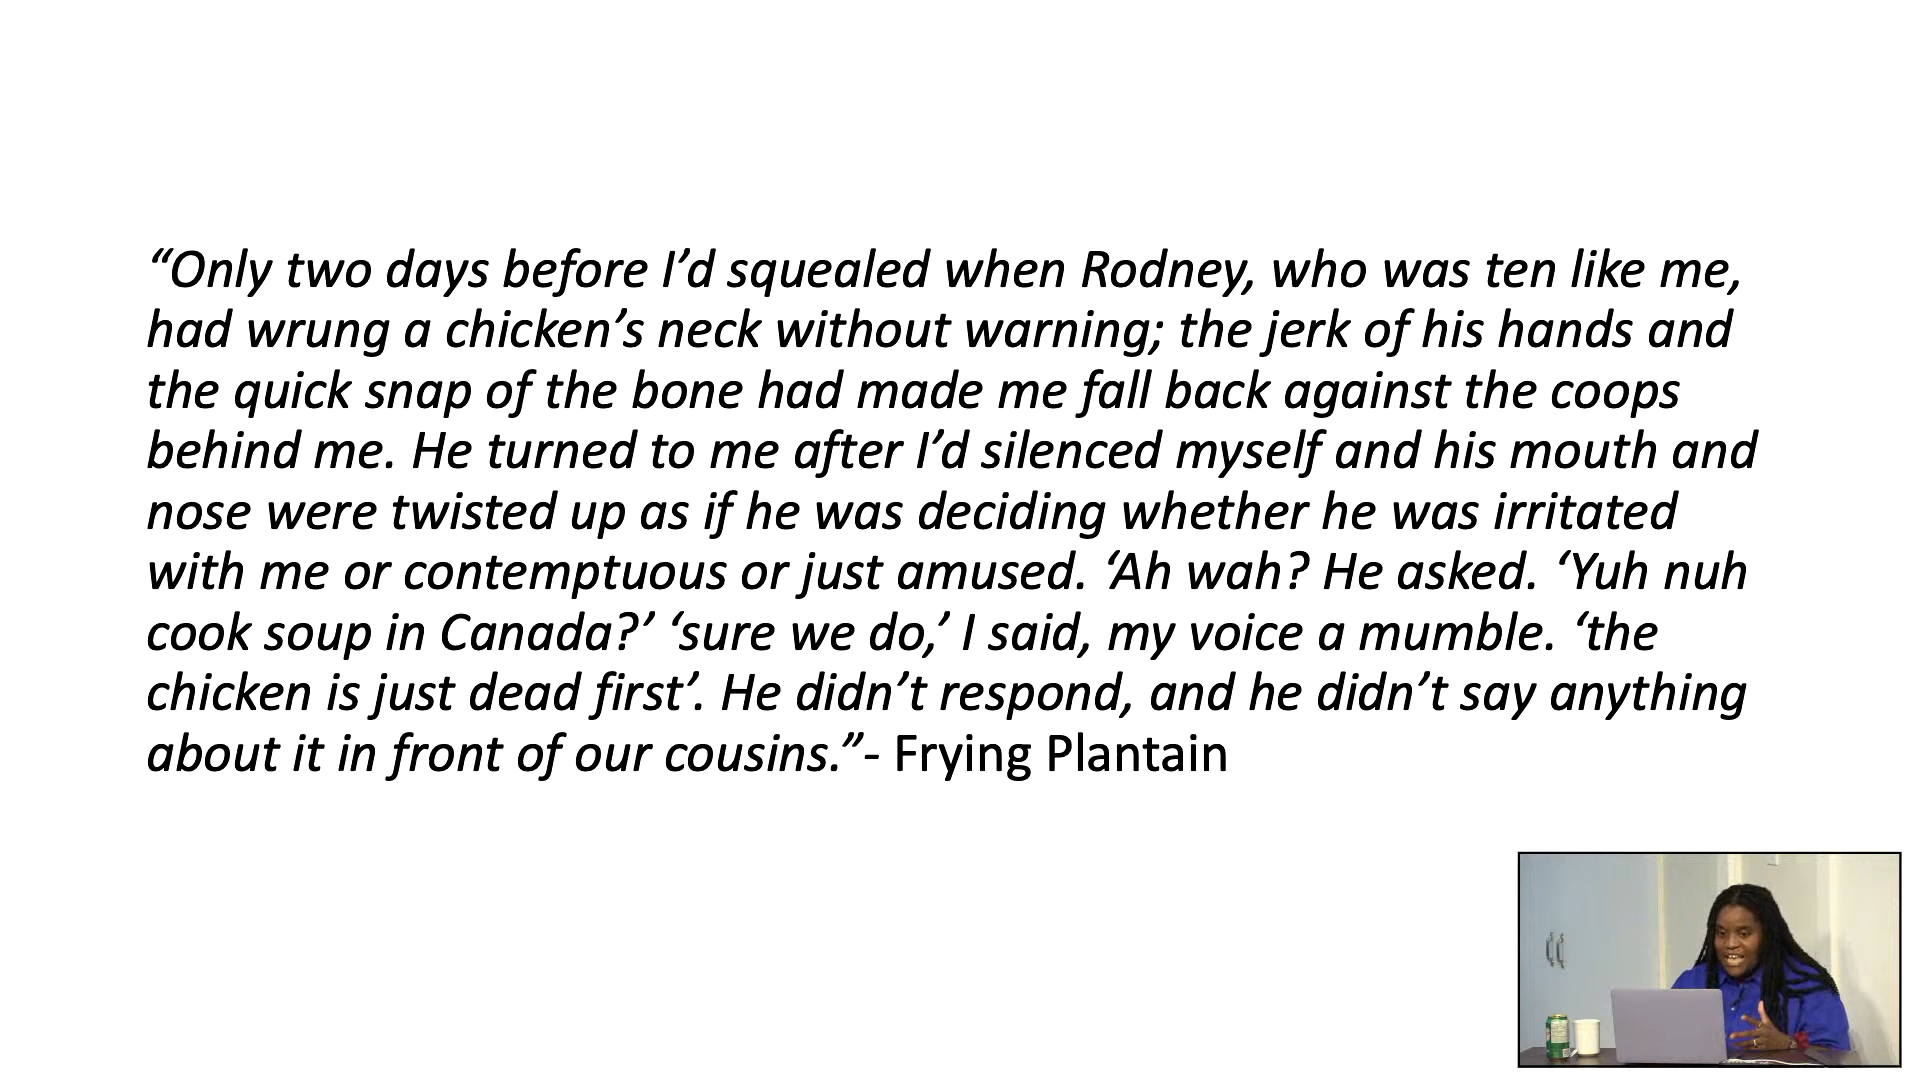 “Only two days before I’d squealed when Rodney, who was ten like me,
had wrung a chicken’s neck without warning; the jerk of his hands and
the quick snap of the bone had made me fall back against the coops
behind me. He turned to me after I’d silenced myself and his mouth and
nose were twisted up as if he was deciding whether he was irritated
with me or contemptuous or just amused. ‘Ah wah? He asked. ‘Yuh nuh
cook soup in Canada?’ ‘sure we do,’ I said, my voice a mumble. ‘the
chicken is just dead first’. He didn’t respond, and he didn’t say anything
about it in front of our cousins.”- Frying Plantain